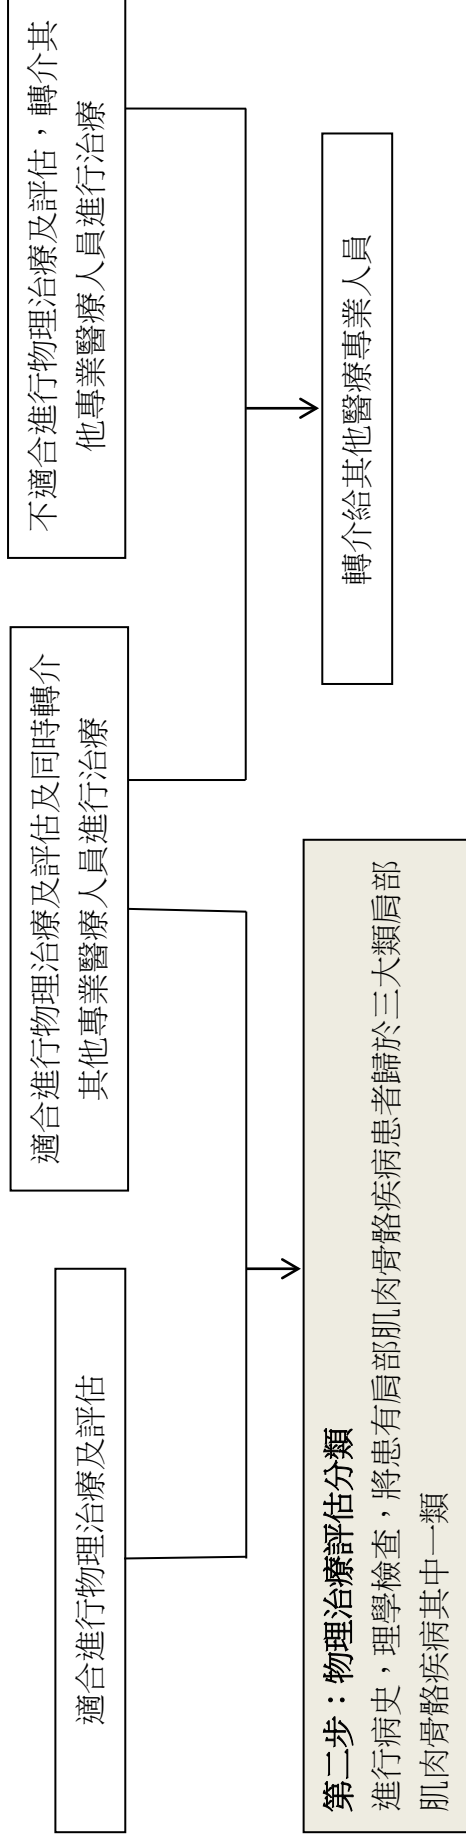 適合進行物理治療及評估
適合進行物理治療及評估及同時轉介
其他專業醫療人員進行治療
不適合進行物理治療及評估，轉介其
他專業醫療人員進行治療
第二步：物理治療評估分類
進行病史，理學檢查，將患有肩部肌肉骨骼疾病患者歸於三大類肩部
肌肉骨骼疾病其中一類
轉介給其他醫療專業人員